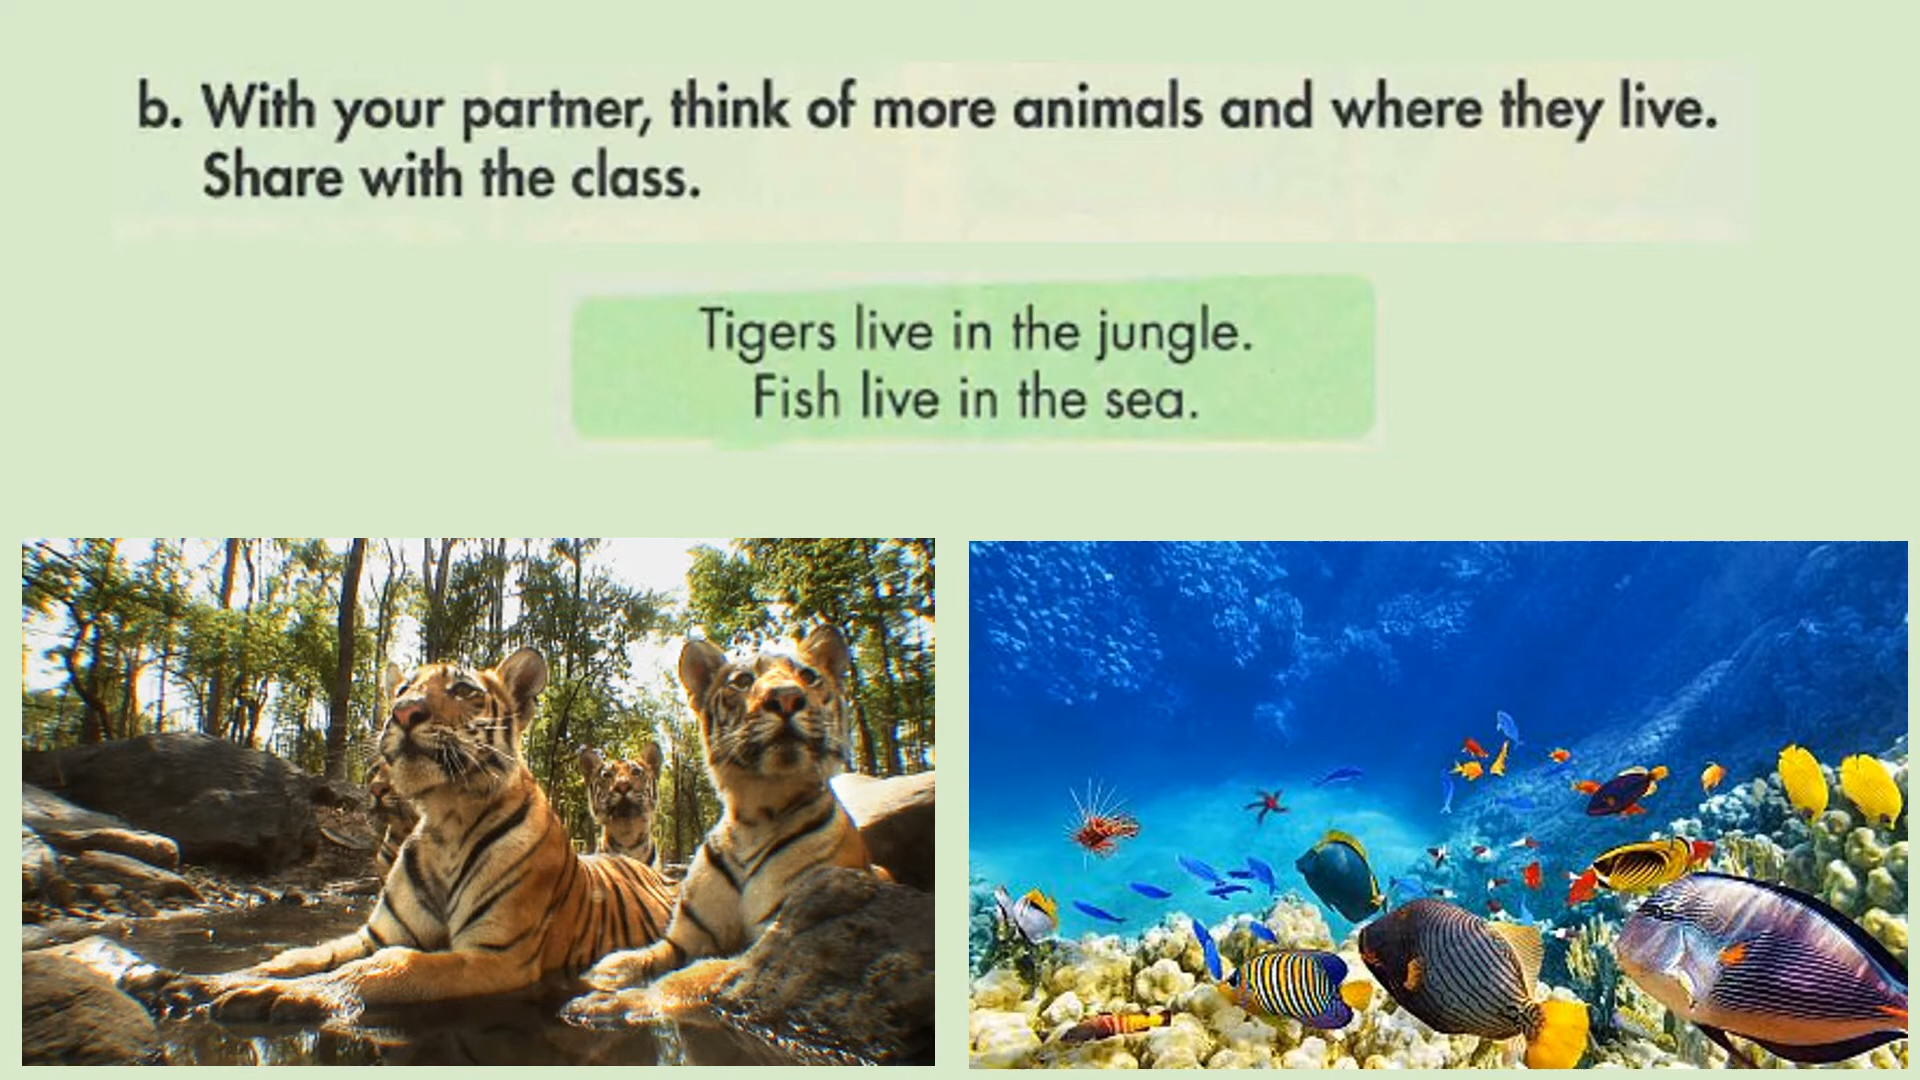 b. With your partner, think of more animals and where they live.
Share with the class.
Tigers live in the jungle.
Fish live in the sea.